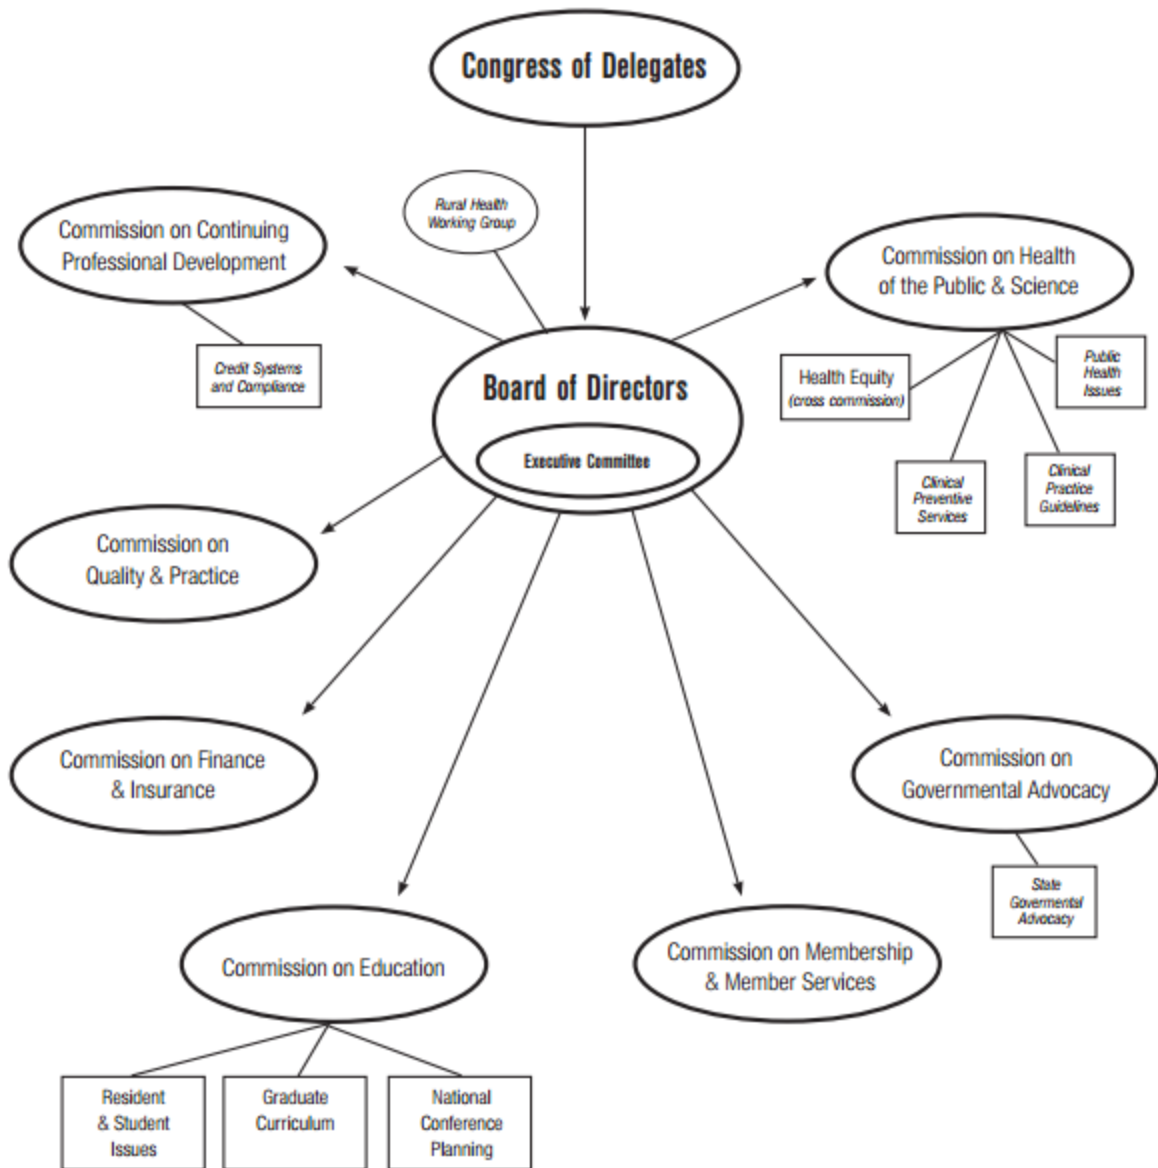 Congress of Delegates
Rural Health
Working Group
Commission on Continuing
Professional Development
Commission on Health
of the Public & Science
Credit Systems
and Compliance
Board of Directors
Executive Committee
Health Equity
(cross commission)
Public
Health
Issues
Clinical
Preventive
Services
Clinical
Practice
Guidelines
Commission on
Quality & Practice
Commission on Finance
& Insurance
Commission on
Governmental Advocacy
State
Govermental
Advocacy
Commission on Education
Commission on Membership
& Member Services
Resident
& Student
Issues
Graduate
Curriculum
National
Conference
Planning